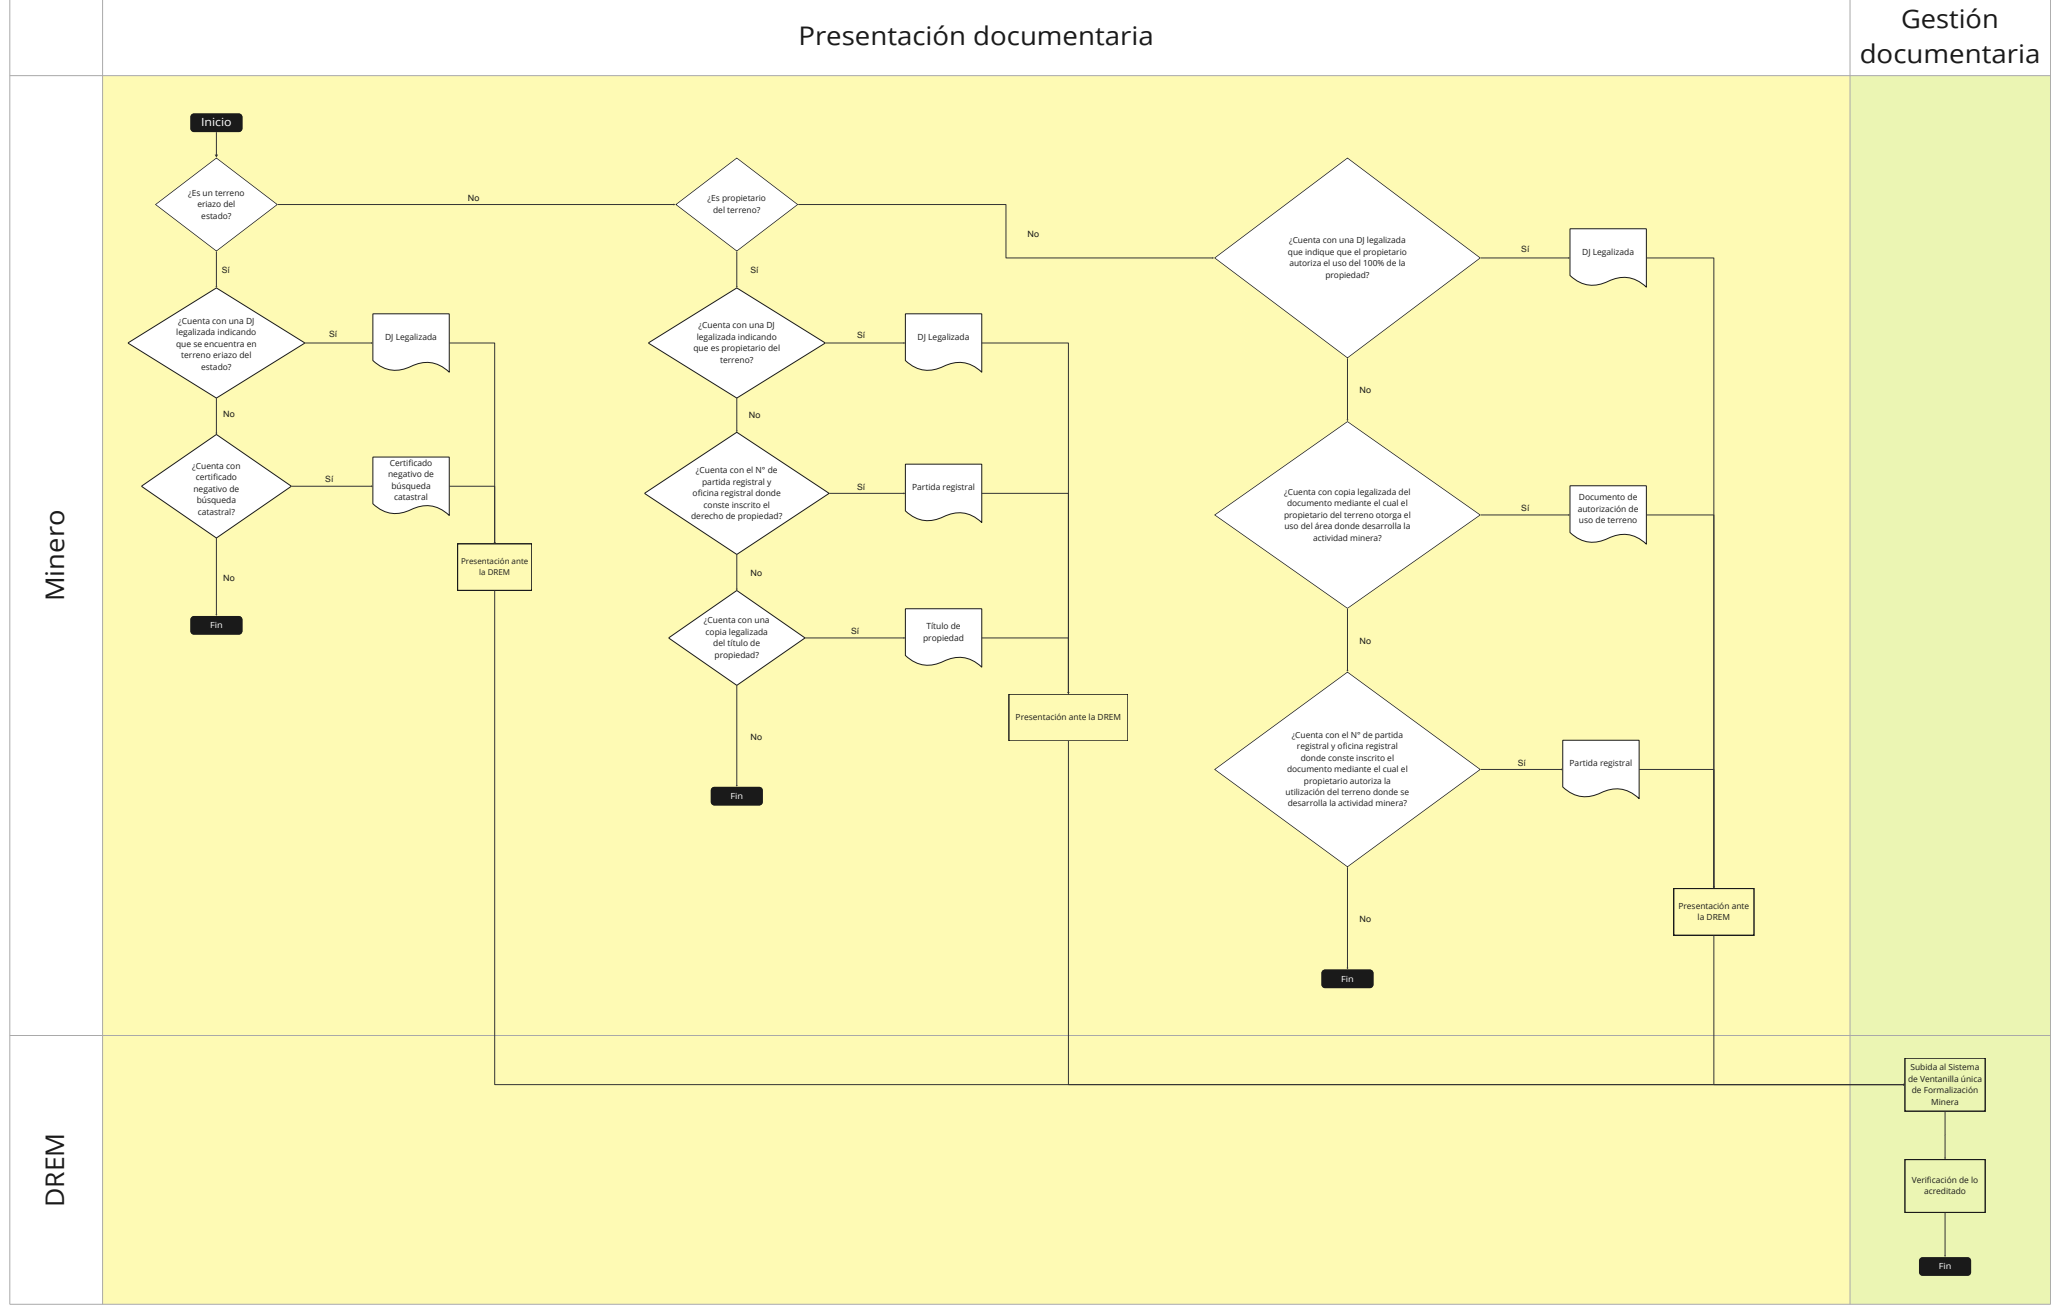 Presentación documentaria
Gestión
documentaria
Minero
Inicio
¿Es un terreno
eriazo del
estado?
No
¿Es propietario
del terreno?
No
¿Cuenta con una DJ legalizada
que indique que el propietario
autoriza el uso del 100% de la
propiedad?
Sí
DJ Legalizada
Sí
¿Cuenta con una DJ
legalizada indicando
que se encuentra en
terreno eriazo del
estado?
Sí
DJ Legalizada
Sí
¿Cuenta con una DJ
legalizada indicando
que es propietario del
terreno?
Sí
DJ Legalizada
No
No
No
¿Cuenta con
certificado
negativo de
búsqueda
catastral?
Sí
Certificado
negativo de
búsqueda
catastral
¿Cuenta con el N° de
partida registral y
oficina registral donde
conste inscrito el
derecho de propiedad?
Sí
Partida registral
¿Cuenta con copia legalizada del
documento mediante el cual el
propietario del terreno otorga el
uso del área donde desarrolla la
actividad minera?
Sí
Documento de
autorización de
uso de terreno
No
Presentación ante
la DREM
Fin
No
¿Cuenta con una
copia legalizada
del título de
propiedad?
Sí
Título de
propiedad
No
Presentación ante la DREM
No
Fin
¿Cuenta con el N° de partida
registral y oficina registral
donde conste inscrito el
documento mediante el cual el
propietario autoriza la
utilización del terreno donde se
desarrolla la actividad minera?
Sí
Partida registral
No
Presentación ante
la DREM
Fin
DREM
Subida al Sistema
de Ventanilla única
de Formalización
Minera
Verificación de lo
acreditado
Fin